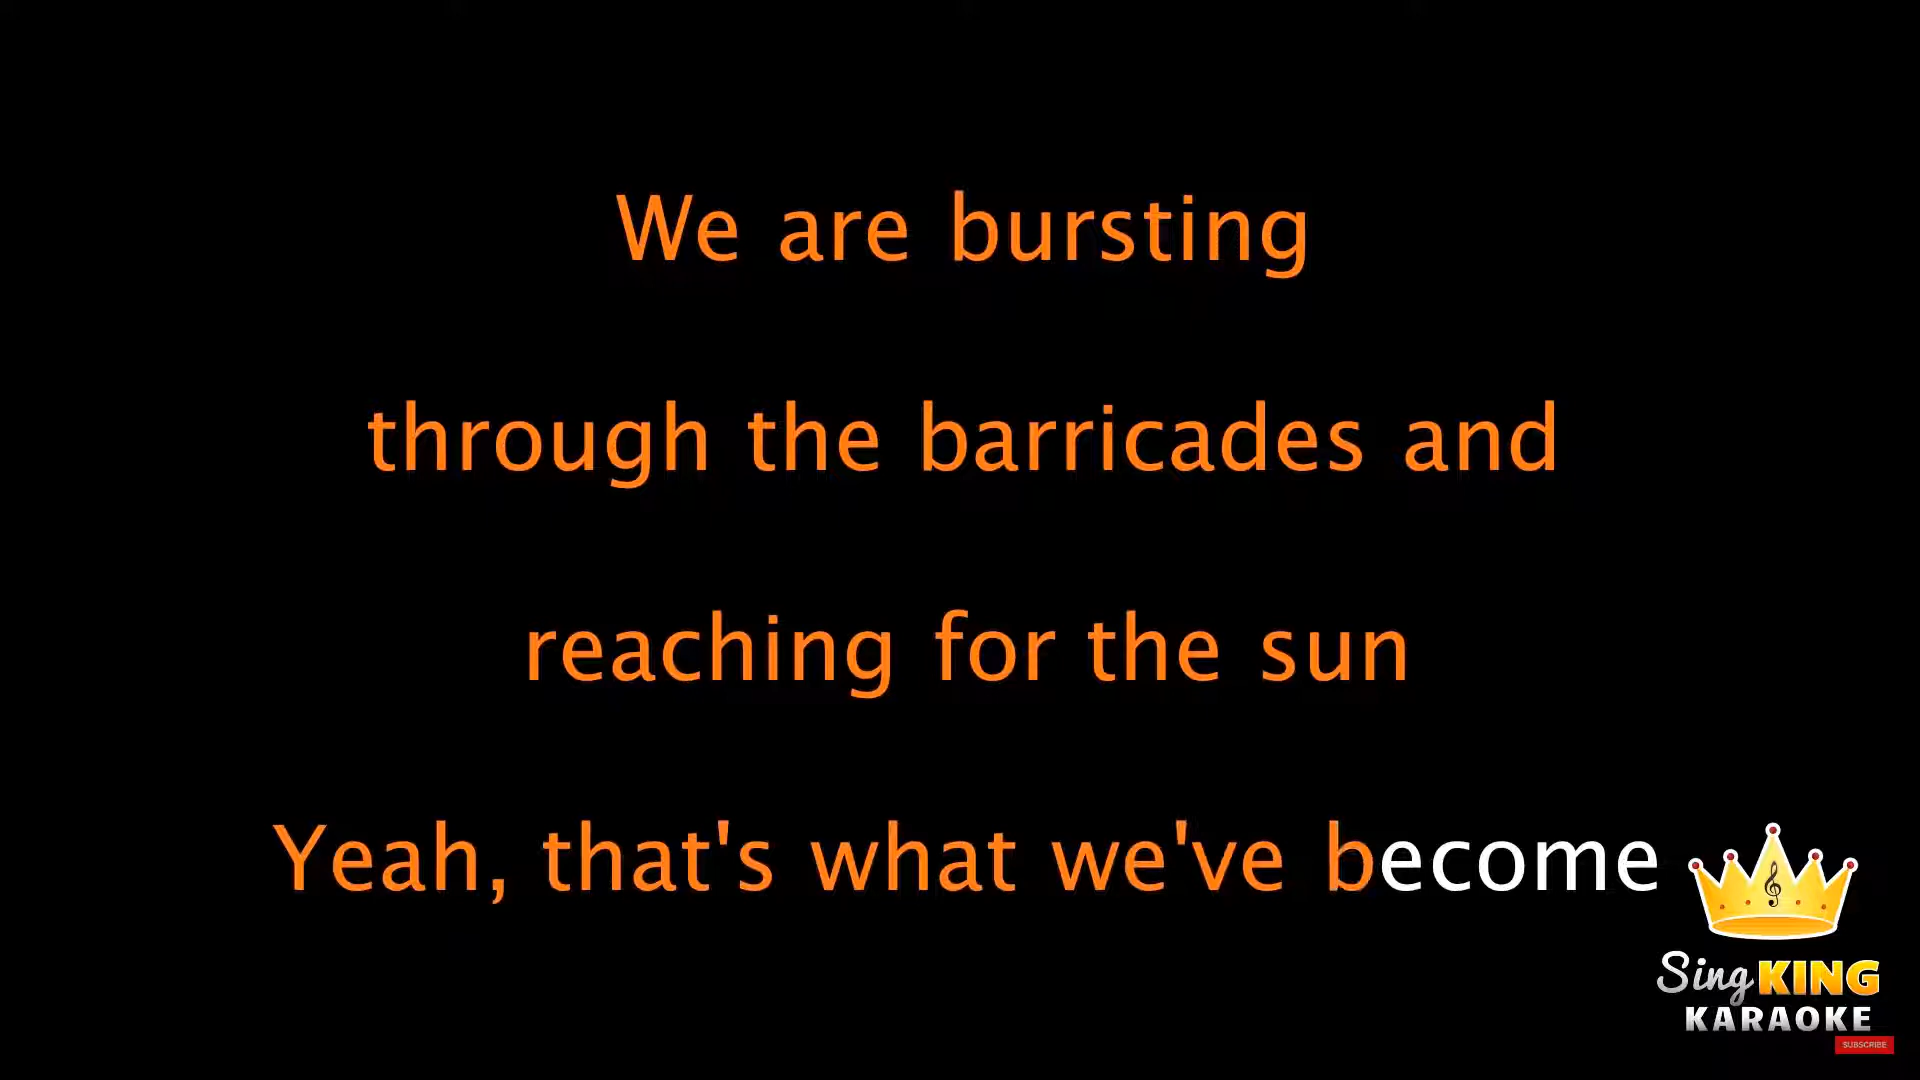 We are bursting
through the barricades and
reaching for the sun
Yeah, that's what we've become
Sing KING
KARAOKE
SUBSCRIBE